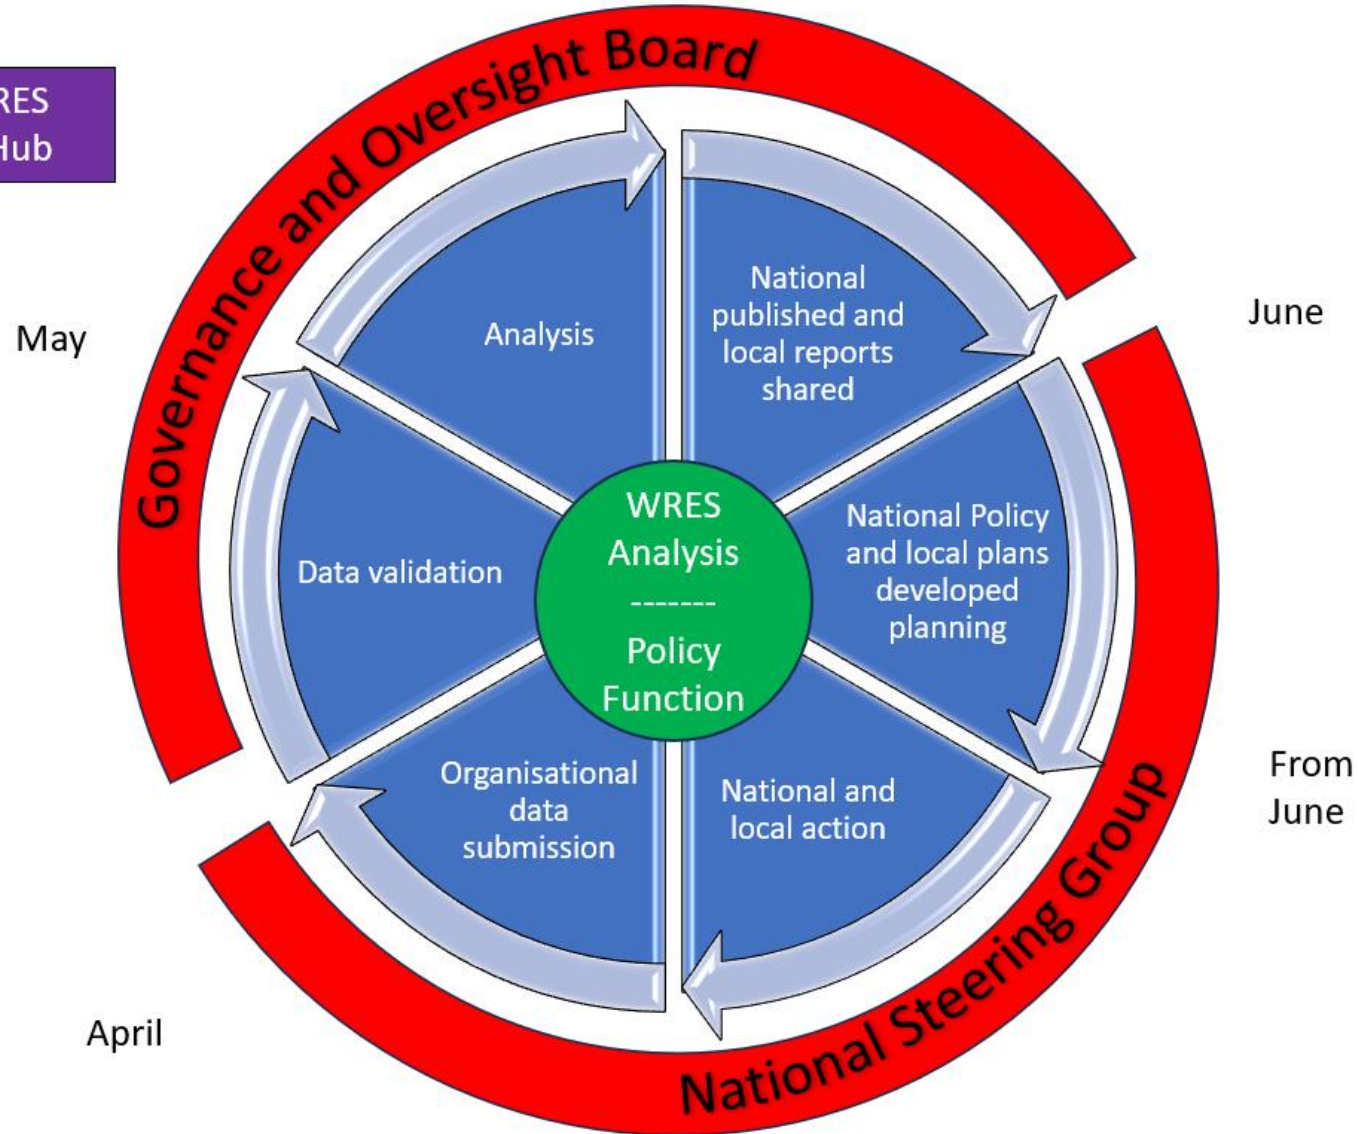 Governance and Oversight Board
RES
Hub
May
June
Analysis
National
published and
local reports
shared
WRES
Analysis
-------
Policy
Function
National Policy
and local plans
developed
planning
Data validation
Organisational
data
submission
National and
local action
From
June
April
National Steering Group